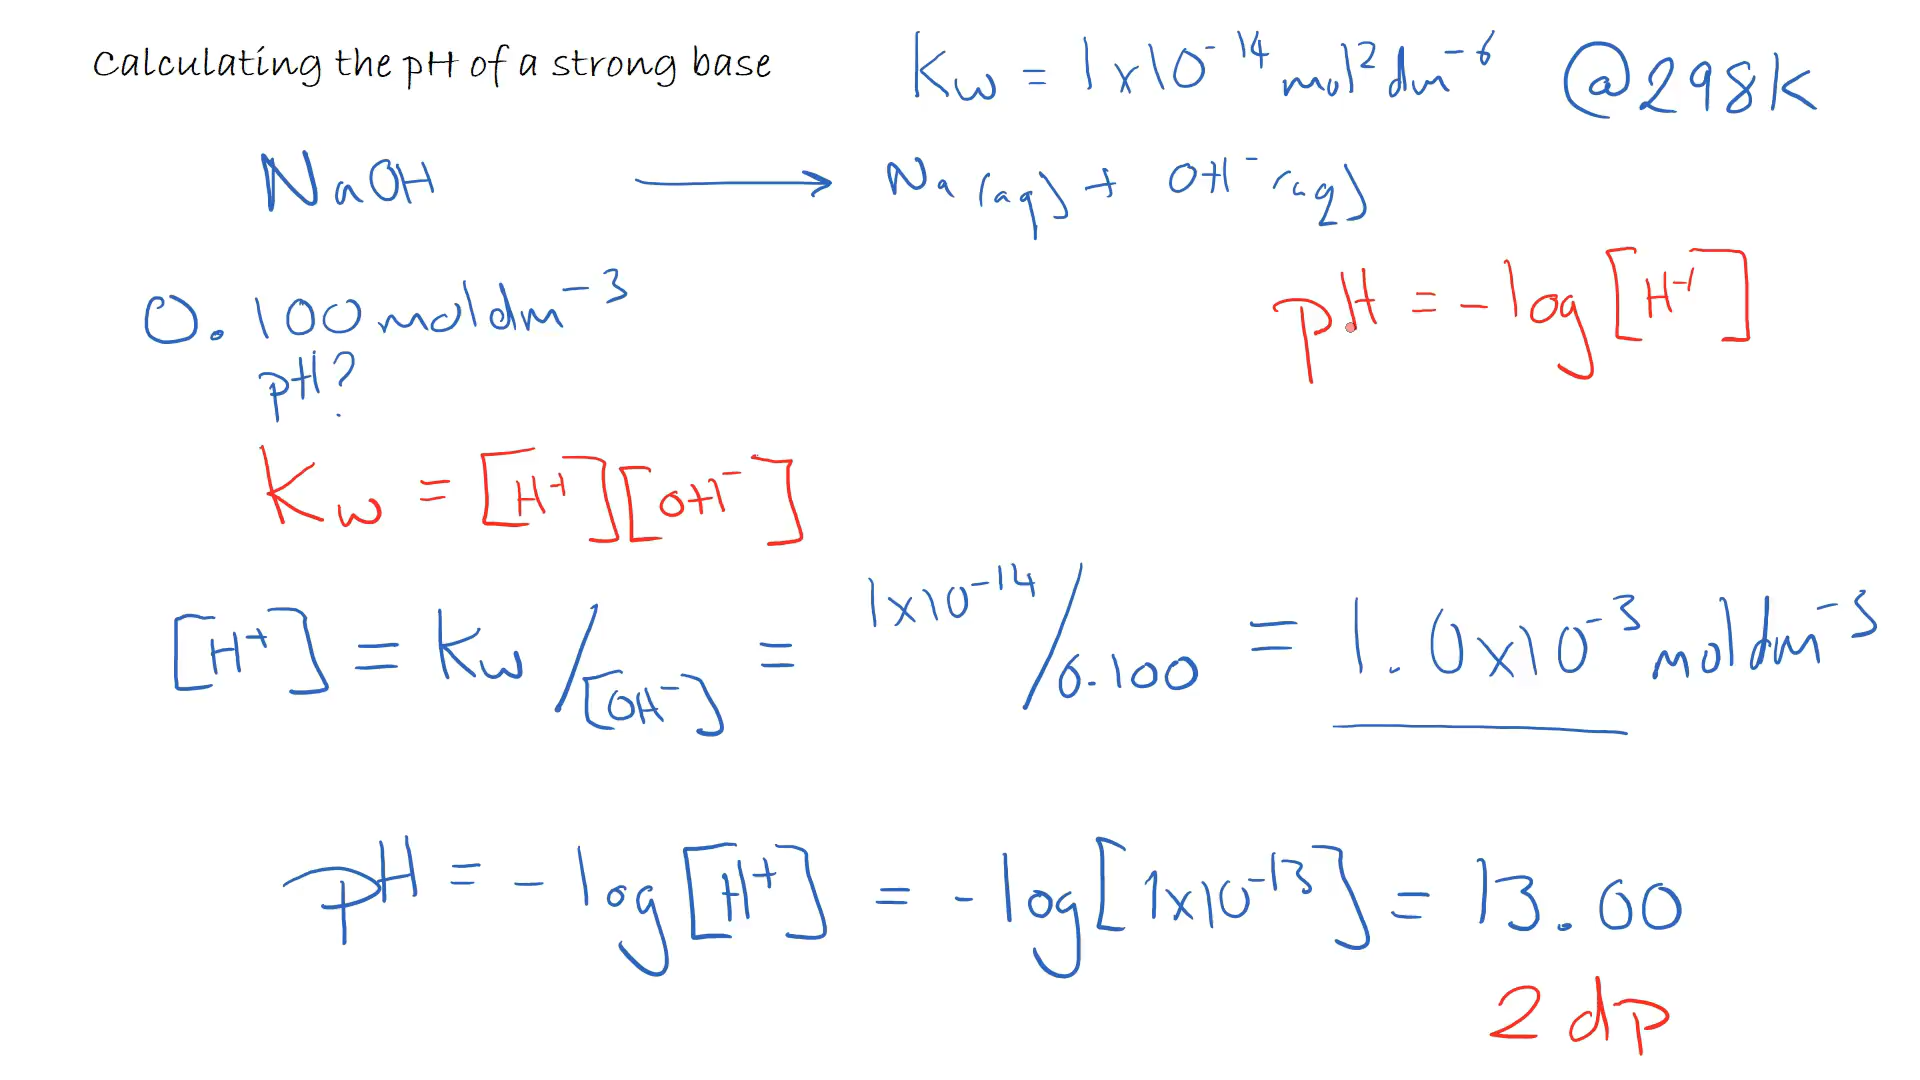 Calculating the pH of a strong base
Kw = 1x10⁻¹⁴ mol² dm⁻⁶ @298K
NaOH ⟶ Na (aq) + OH⁻ (aq)
0.100 moldm⁻³
pH = -log[H⁺]
pH?
Kw = [H⁺][OH⁻]
[H⁺] = Kw/[OH⁻] = 1x10⁻¹⁴/0.100 = 1.0x10⁻³ moldm⁻³
pH = -log[H⁺] = -log[1x10⁻¹³] = 13.00
2 dp